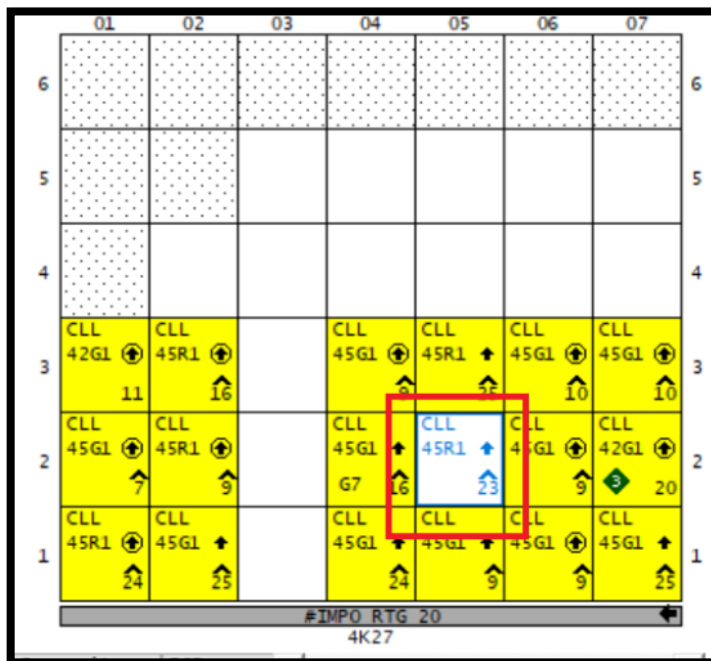 01 02 03 04 05 06 07
6 6
5 5
4 4
CLL CLL CLL CLL CLL CLL
3 42G1 45R1 45G1 45R1 45G1 45G1 3
11 16 9 25 10 10
CLL CLL CLL CLL CLL CLL
2 45G1 45R1 45G1 45R1 45G1 42G1 2
7 9 G7 16 23 9 3 20
CLL CLL CLL CLL CLL CLL
1 45R1 45G1 45G1 45G1 45G1 45G1 1
24 25 24 9 9 25
#IMPO RTG 20
4K27